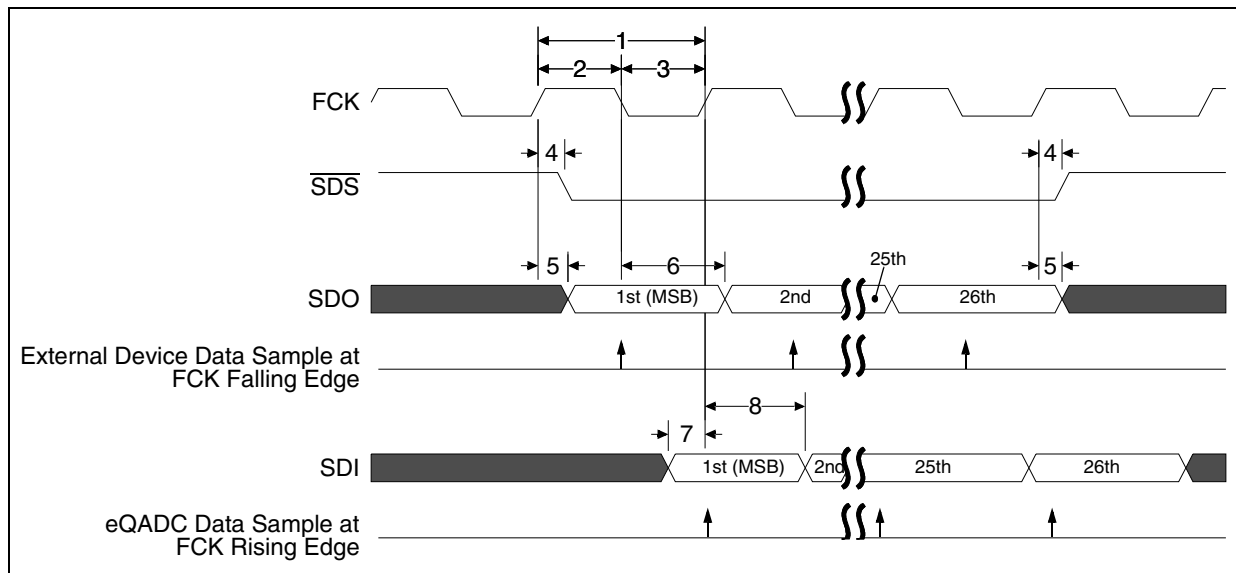 1
2 3
FCK
4 4
SDS
25th
5 6 5
SDO 1st (MSB) 2nd 26th
External Device Data Sample at
FCK Falling Edge
8
7
SDI 1st (MSB) 2nd 25th 26th
eQADC Data Sample at
FCK Rising Edge